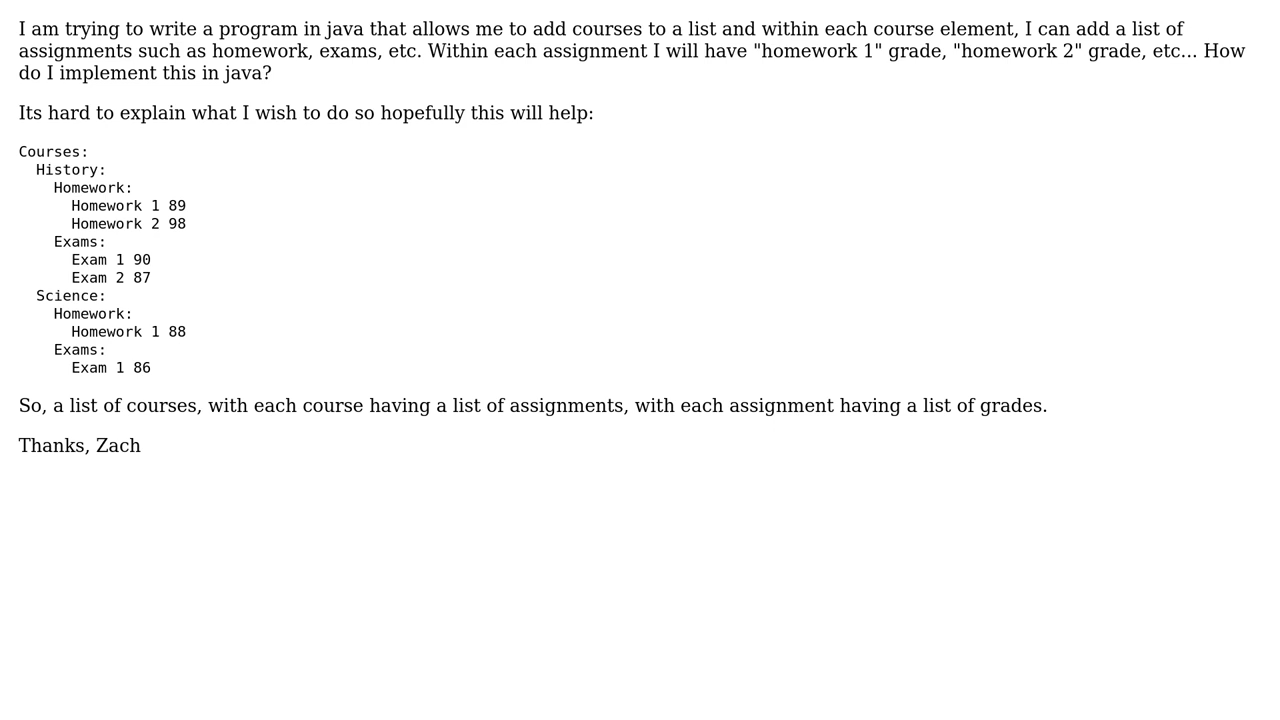 I am trying to write a program in java that allows me to add courses to a list and within each course element, I can add a list of
assignments such as homework, exams, etc. Within each assignment I will have "homework 1" grade, "homework 2" grade, etc... How
do I implement this in java?
Its hard to explain what I wish to do so hopefully this will help:
Courses:
  History:
    Homework:
      Homework 1 89
      Homework 2 98
    Exams:
      Exam 1 90
      Exam 2 87
  Science:
    Homework:
      Homework 1 88
    Exams:
      Exam 1 86
So, a list of courses, with each course having a list of assignments, with each assignment having a list of grades.
Thanks, Zach